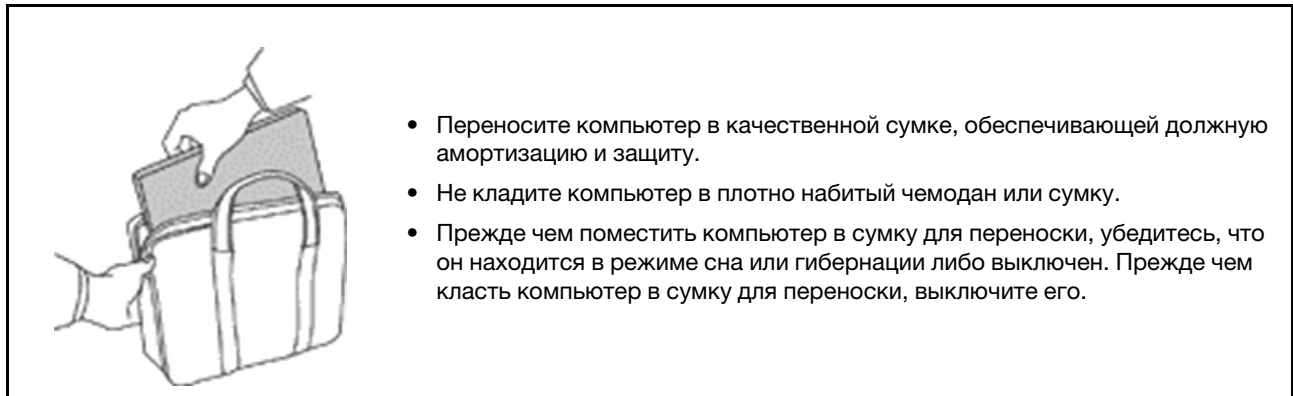 • Переносите компьютер в качественной сумке, обеспечивающей должную
амортизацию и защиту.
• Не кладите компьютер в плотно набитый чемодан или сумку.
• Прежде чем поместить компьютер в сумку для переноски, убедитесь, что
он находится в режиме сна или гибернации либо выключен. Прежде чем
класть компьютер в сумку для переноски, выключите его.